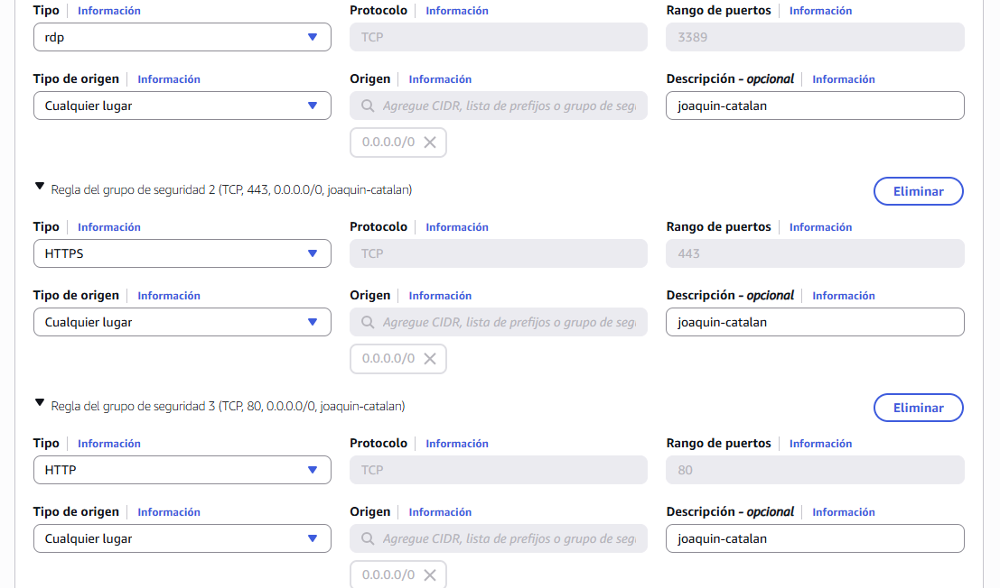 Tipo Información Protocolo Información Rango de puertos Información
rdp TCP 3389
Tipo de origen Información Origen Información Descripción - opcional Información
Cualquier lugar Agregue CIDR, lista de prefijos o grupo de segu joaquin-catalan
0.0.0.0/0
Regla del grupo de seguridad 2 (TCP, 443, 0.0.0.0/0, joaquin-catalan) Eliminar
Tipo Información Protocolo Información Rango de puertos Información
HTTPS TCP 443
Tipo de origen Información Origen Información Descripción - opcional Información
Cualquier lugar Agregue CIDR, lista de prefijos o grupo de segu joaquin-catalan
0.0.0.0/0
Regla del grupo de seguridad 3 (TCP, 80, 0.0.0.0/0, joaquin-catalan) Eliminar
Tipo Información Protocolo Información Rango de puertos Información
HTTP TCP 80
Tipo de origen Información Origen Información Descripción - opcional Información
Cualquier lugar Agregue CIDR, lista de prefijos o grupo de segu joaquin-catalan
0.0.0.0/0